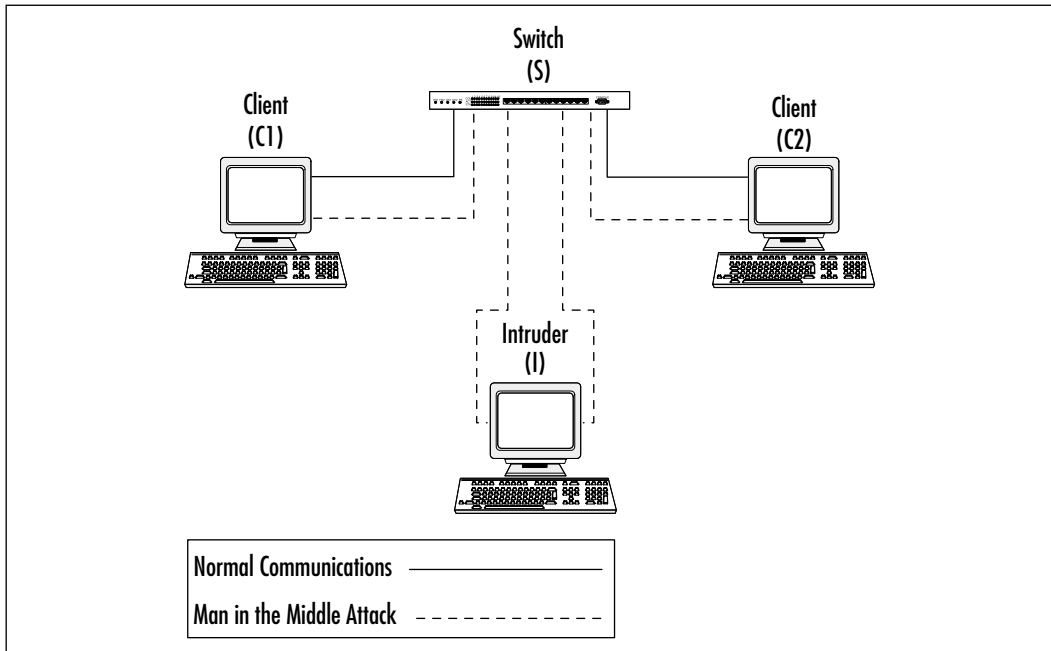 Switch
(S)
Client
(C1)
Client
(C2)
Intruder
(I)
Normal Communications
Man in the Middle Attack